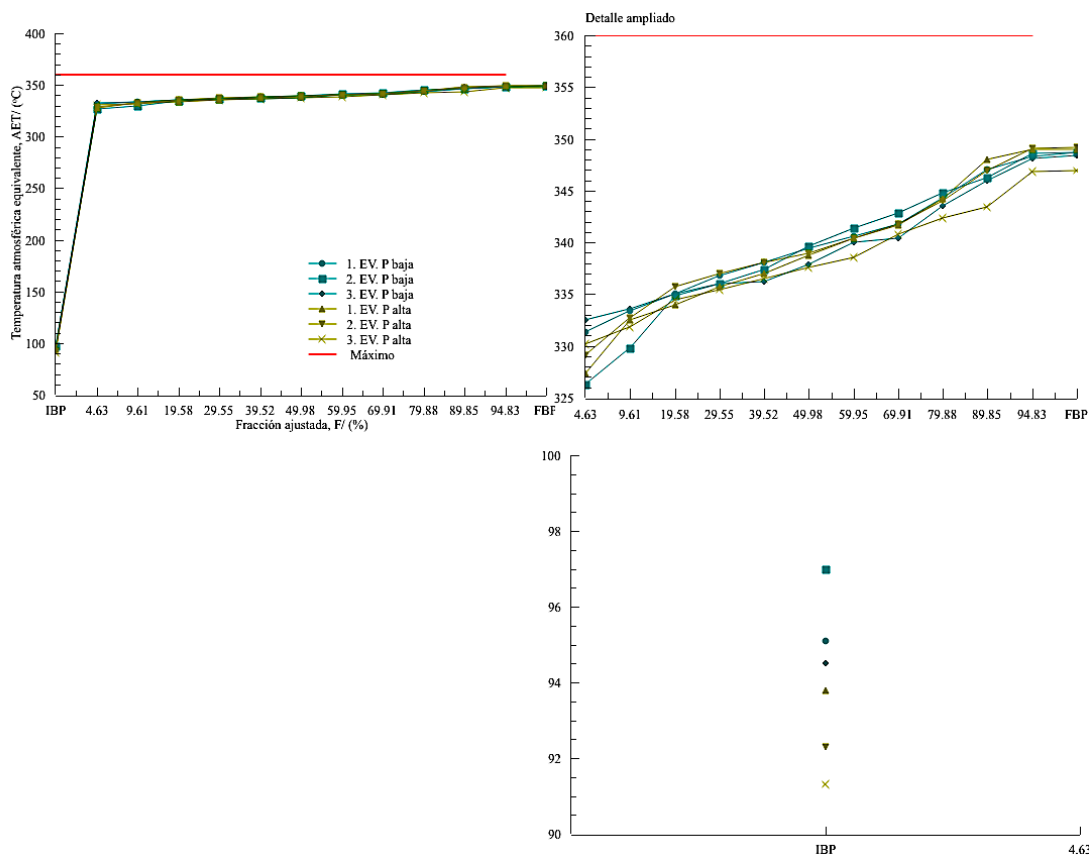 Detalle ampliado
Temperatura atmosférica equivalente, AET/ (ºC)
400
350
300
250
200
150
100
50
1. EV. P baja
2. EV. P baja
3. EV. P baja
1. EV. P alta
2. EV. P alta
3. EV. P alta
Máximo
IBP 4.63 9.61 19.58 29.55 39.52 49.98 59.95 69.91 79.88 89.85 94.83 FBP
Fracción ajustada, F/ (%)
360
355
350
345
340
335
330
325
4.63 9.61 19.58 29.55 39.52 49.98 59.95 69.91 79.88 89.85 94.83 FBP
100
98
96
94
92
90
IBP 4.63